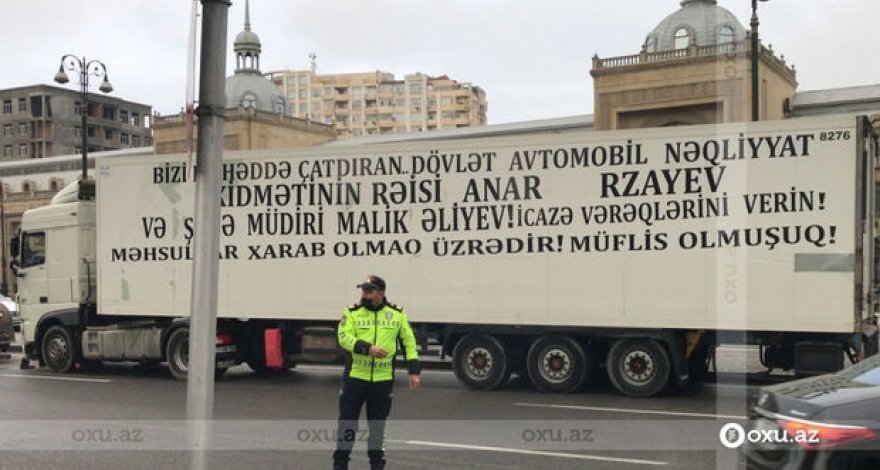 BİZİ HƏDDƏ ÇATDIRAN..DÖVLƏT AVTOMOBİL NƏQLİYYAT
XİDMƏTİNİN RƏİSİ ANAR RZAYEV
VƏ MÜDİRİ MALİK ƏLİYEV!İCAZƏ VƏRƏQLƏRİNİ VERİN!
XARAB OLMAQ ÜZRƏDİR!MÜFLİS OLMUŞUQ!
8276
oxu.az
oxu.az
oxu.az
oxu.az
oxu.az